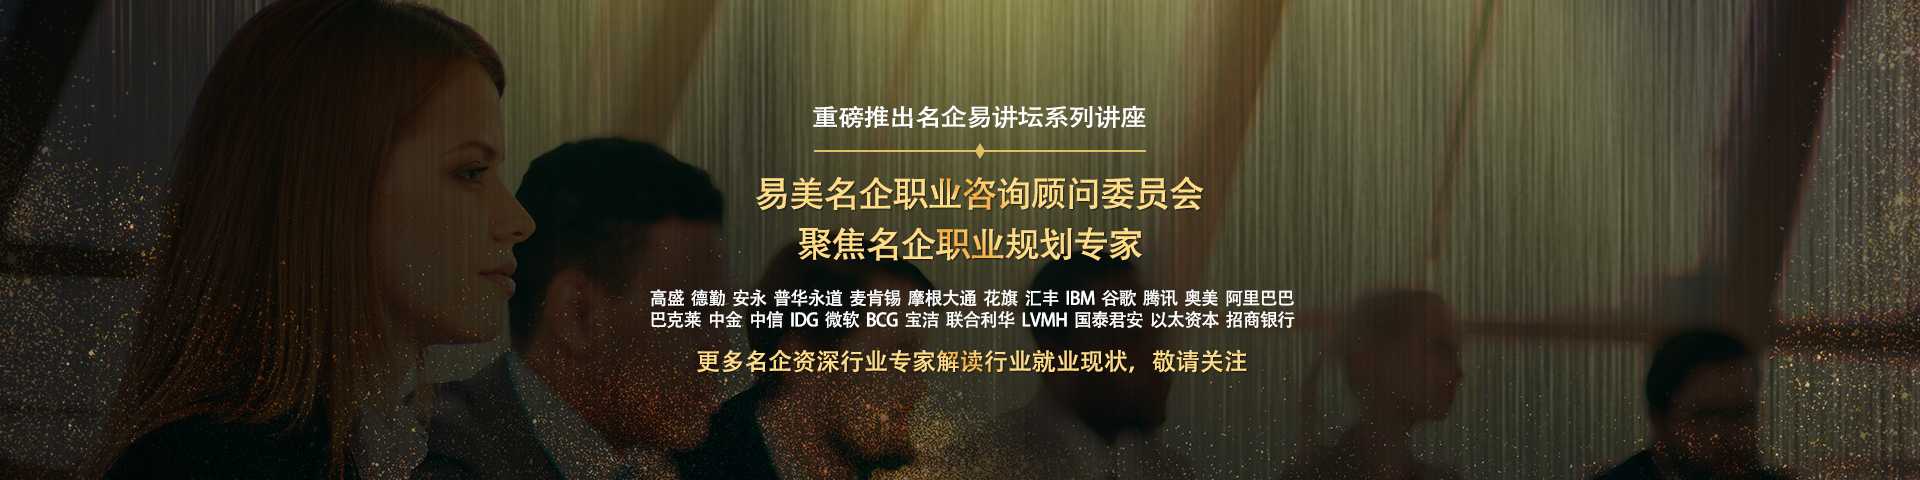 重磅推出名企易讲坛系列讲座
易美名企职业咨询顾问委员会
聚焦名企职业规划专家
高盛 德勤 安永 普华永道 麦肯锡 摩根大通 花旗 汇丰 IBM 谷歌 腾讯 奥美 阿里巴巴
巴克莱 中金 中信 IDG 微软 BCG 宝洁 联合利华 LVMH 国泰君安 以太资本 招商银行
更多名企资深行业专家解读行业就业现状，敬请关注